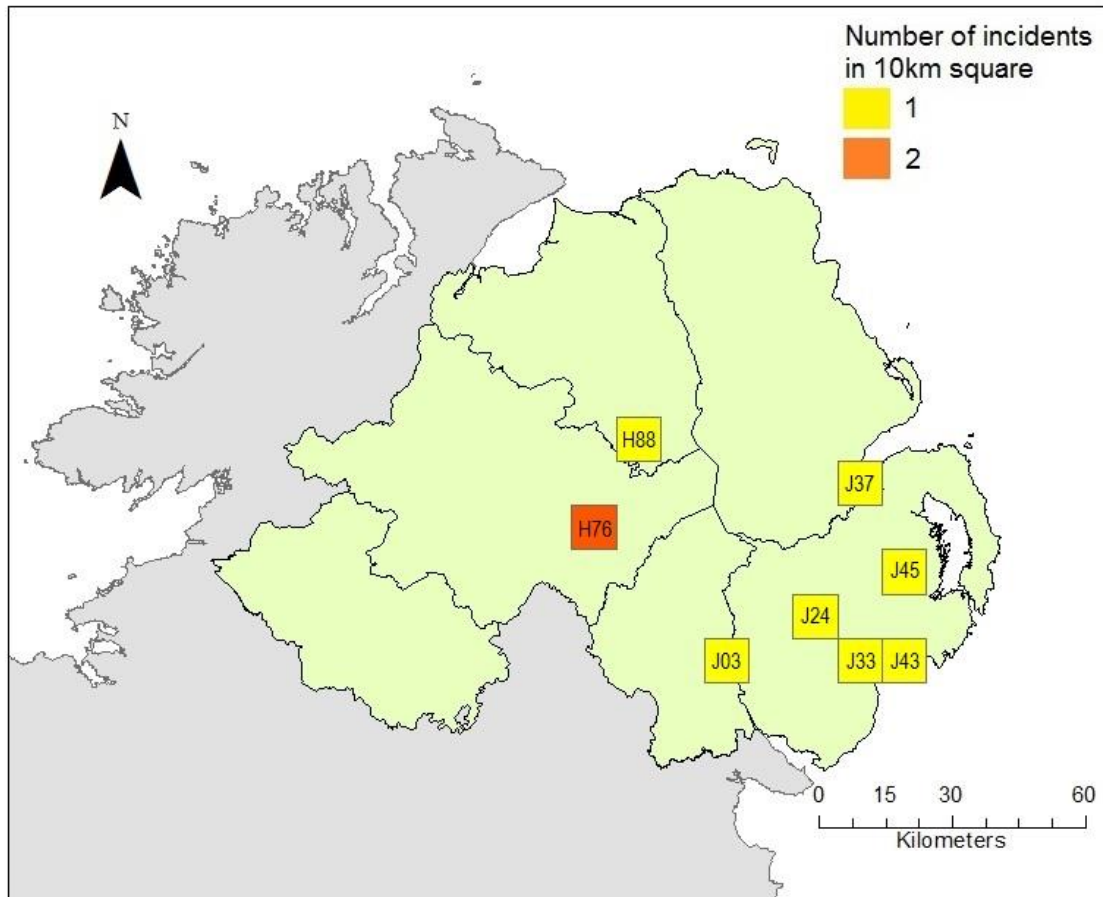 Number of incidents
in 10km square
1
2
N
H88
J37
H76
J45
J24
J03
J33
J43
0 15 30 60
Kilometers